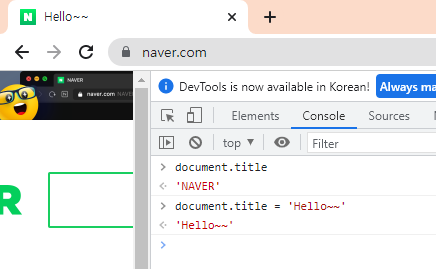 N Hello~~
naver.com
NAVER
naver.com
DevTools is now available in Korean! Always ma
R
Elements Console Sources
top Filter
document.title
'NAVER'
document.title = 'Hello~~'
'Hello~~'